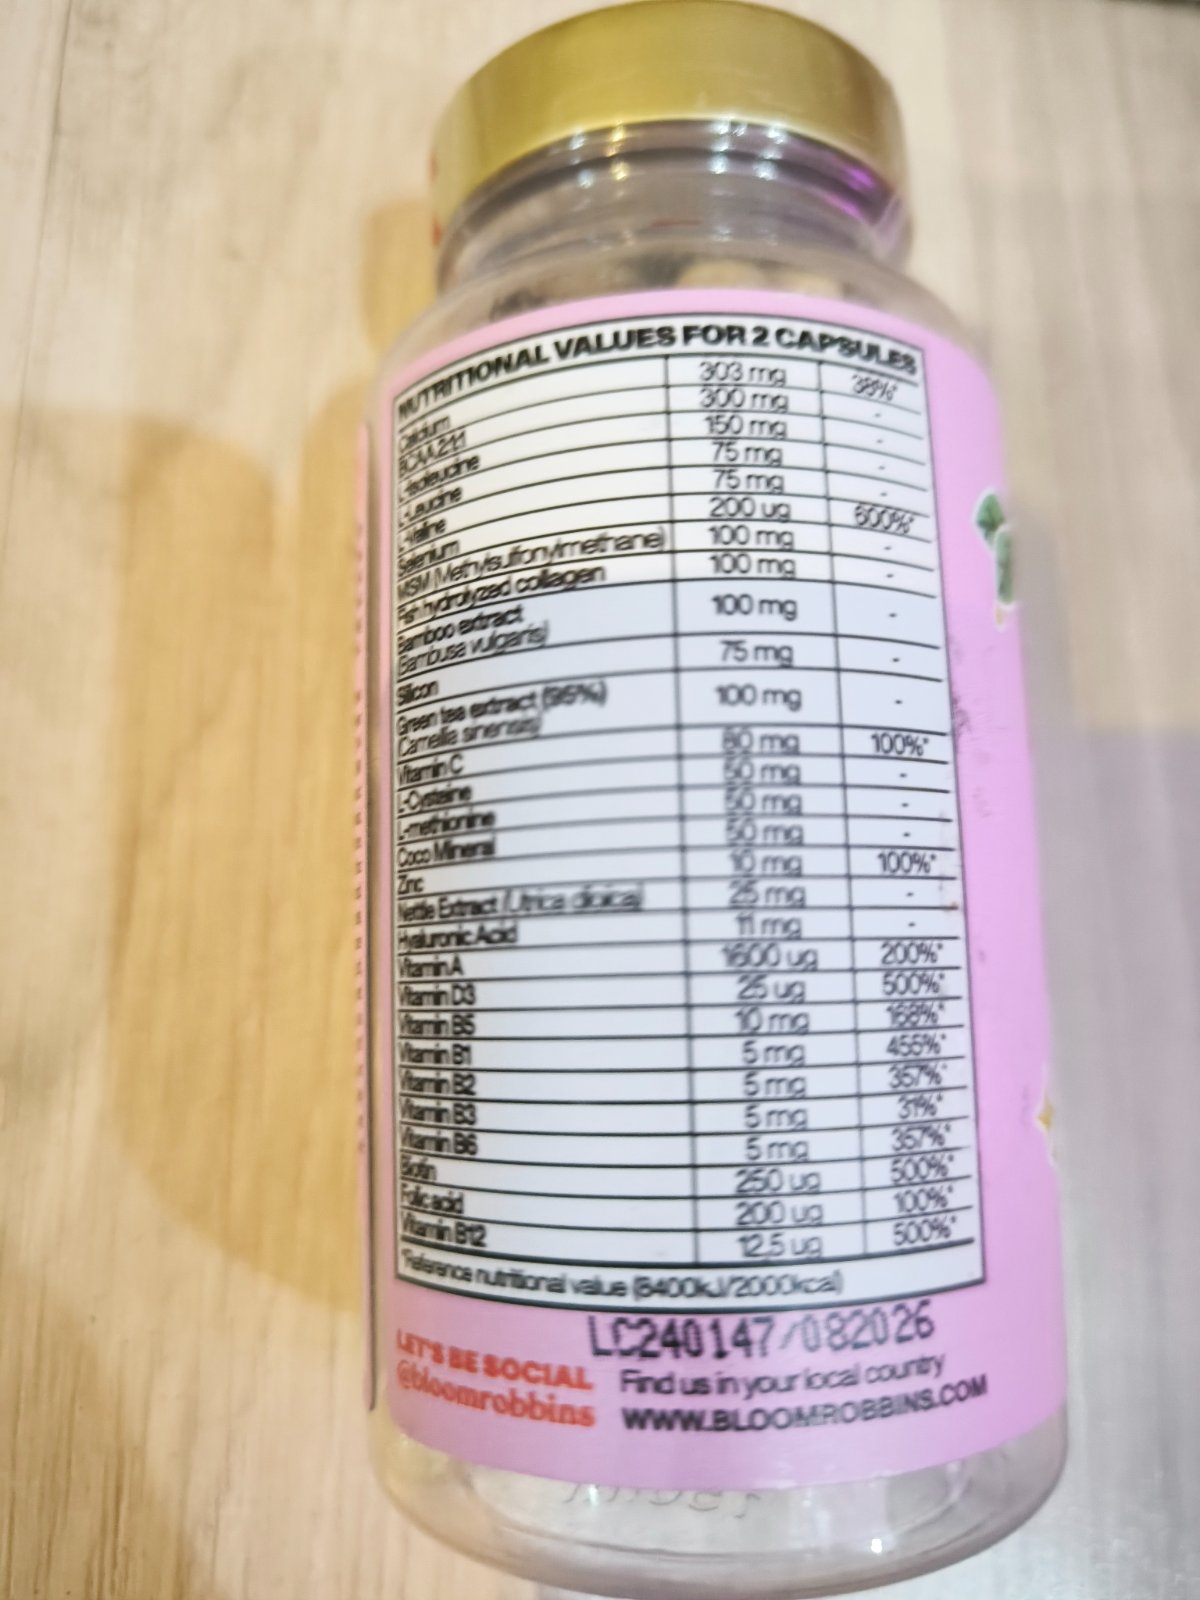 NUTRITIONAL VALUES FOR 2 CAPSULES
Calcium 303 mg 38%*
BCAA 2:1:1 300 mg -
L-Isoleucine 150 mg -
L-Leucine 75 mg -
L-Valine 75 mg -
Selenium 200 ug 600%*
MSM (Methylsulfonylmethane) 100 mg -
Fish hydrolyzed collagen 100 mg -
Bamboo extract 100 mg -
(Bambusa vulgaris)
Silicon 75 mg -
Green tea extract (95%) 100 mg -
(Camellia sinensis)
Vitamin C 80 mg 100%*
L-Cysteine 50 mg -
L-methionine 50 mg -
Coco Mineral 50 mg -
Zinc 10 mg 100%*
Nettle Extract (Utrica dioica) 25 mg -
Hyaluronic Acid 11 mg -
Vitamin A 1600 ug 200%*
Vitamin D3 25 ug 500%*
Vitamin B5 10 mg 168%*
Vitamin B1 5 mg 455%*
Vitamin B2 5 mg 357%*
Vitamin B3 5 mg 31%*
Vitamin B6 5 mg 357%*
Biotin 250 ug 500%*
Folic acid 200 ug 100%*
Vitamin B12 12,5 ug 500%*
*Reference nutritional value (8400kJ/2000kcal)
LC240147/082026
LET'S BE SOCIAL
@bloomrobbins
Find us in your local country
WWW.BLOOMROBBINS.COM